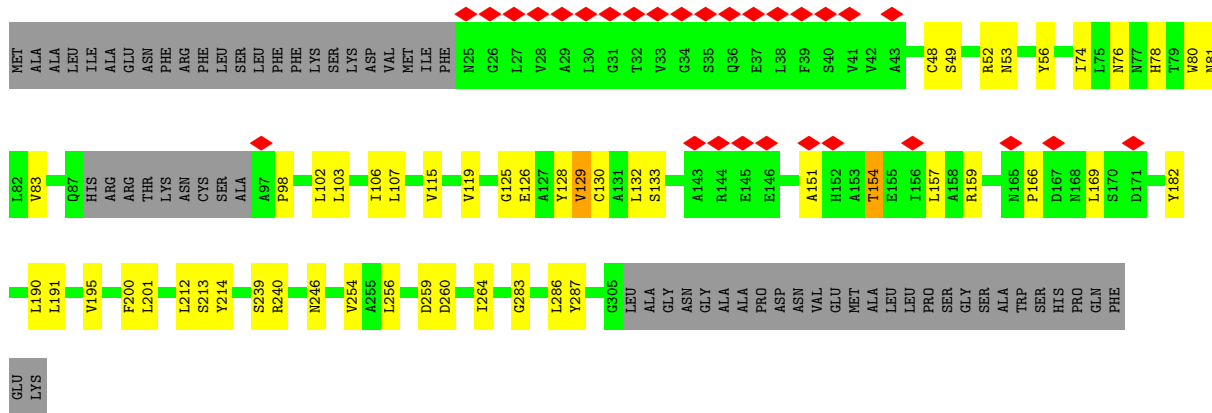 MET ALA ALA LEU ILE ALA GLU ASN PHE ARG PHE LEU SER LEU PHE PHE LYS SER LYS ASP VAL MET ILE PHE N25 G26 L27 V28 A29 L30 G31 T32 V33 G34 S35 Q36 E37 L38 F39 S40 V41 V42 A43 C48 S49 R52 N53 Y56 I74 L75 N76 N77 H78 T79 W80 N81
L82 V83 Q87 HIS ARG ARG THR LYS ASN CYS SER ALA A97 P98 L102 L103 I106 L107 V115 V119 G125 E126 A127 Y128 V129 C130 A131 L132 S133 A143 R144 E145 E146 A151 H152 A153 T154 E155 I156 L157 A158 R159 N165 P166 D167 N168 L169 S170 D171 Y182
L190 L191 V195 F200 L201 L212 S213 Y214 S239 R240 N246 V254 A255 L256 D259 D260 I264 G283 L286 Y287 G305 LEU ALA GLY ASN GLY ALA ALA PRO ASP ASN VAL GLU MET ALA LEU LEU PRO SER GLY SER ALA TRP SER HIS PRO GLN PHE
GLU LYS